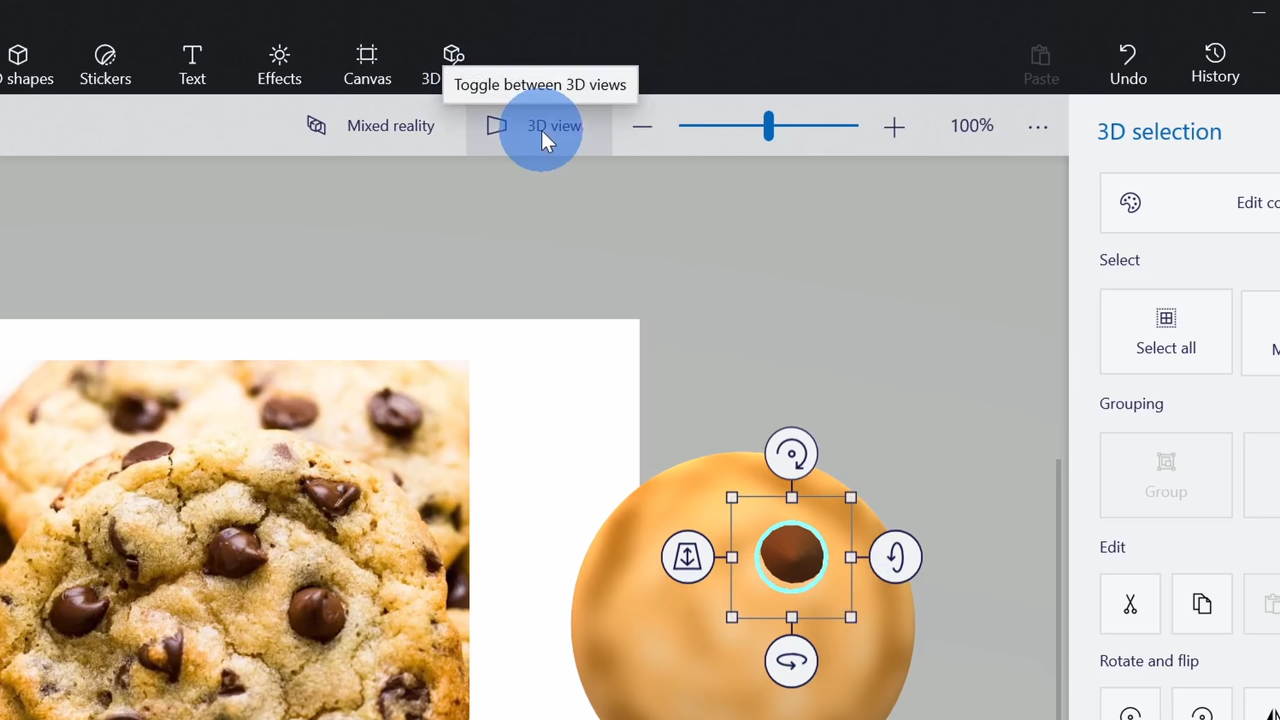 shapes
Stickers
Text
Effects
Canvas
3D
Paste
Undo
History
Toggle between 3D views
Mixed reality
3D view
100%
3D selection
Edit
Select
Select all
Grouping
Group
Edit
Rotate and flip